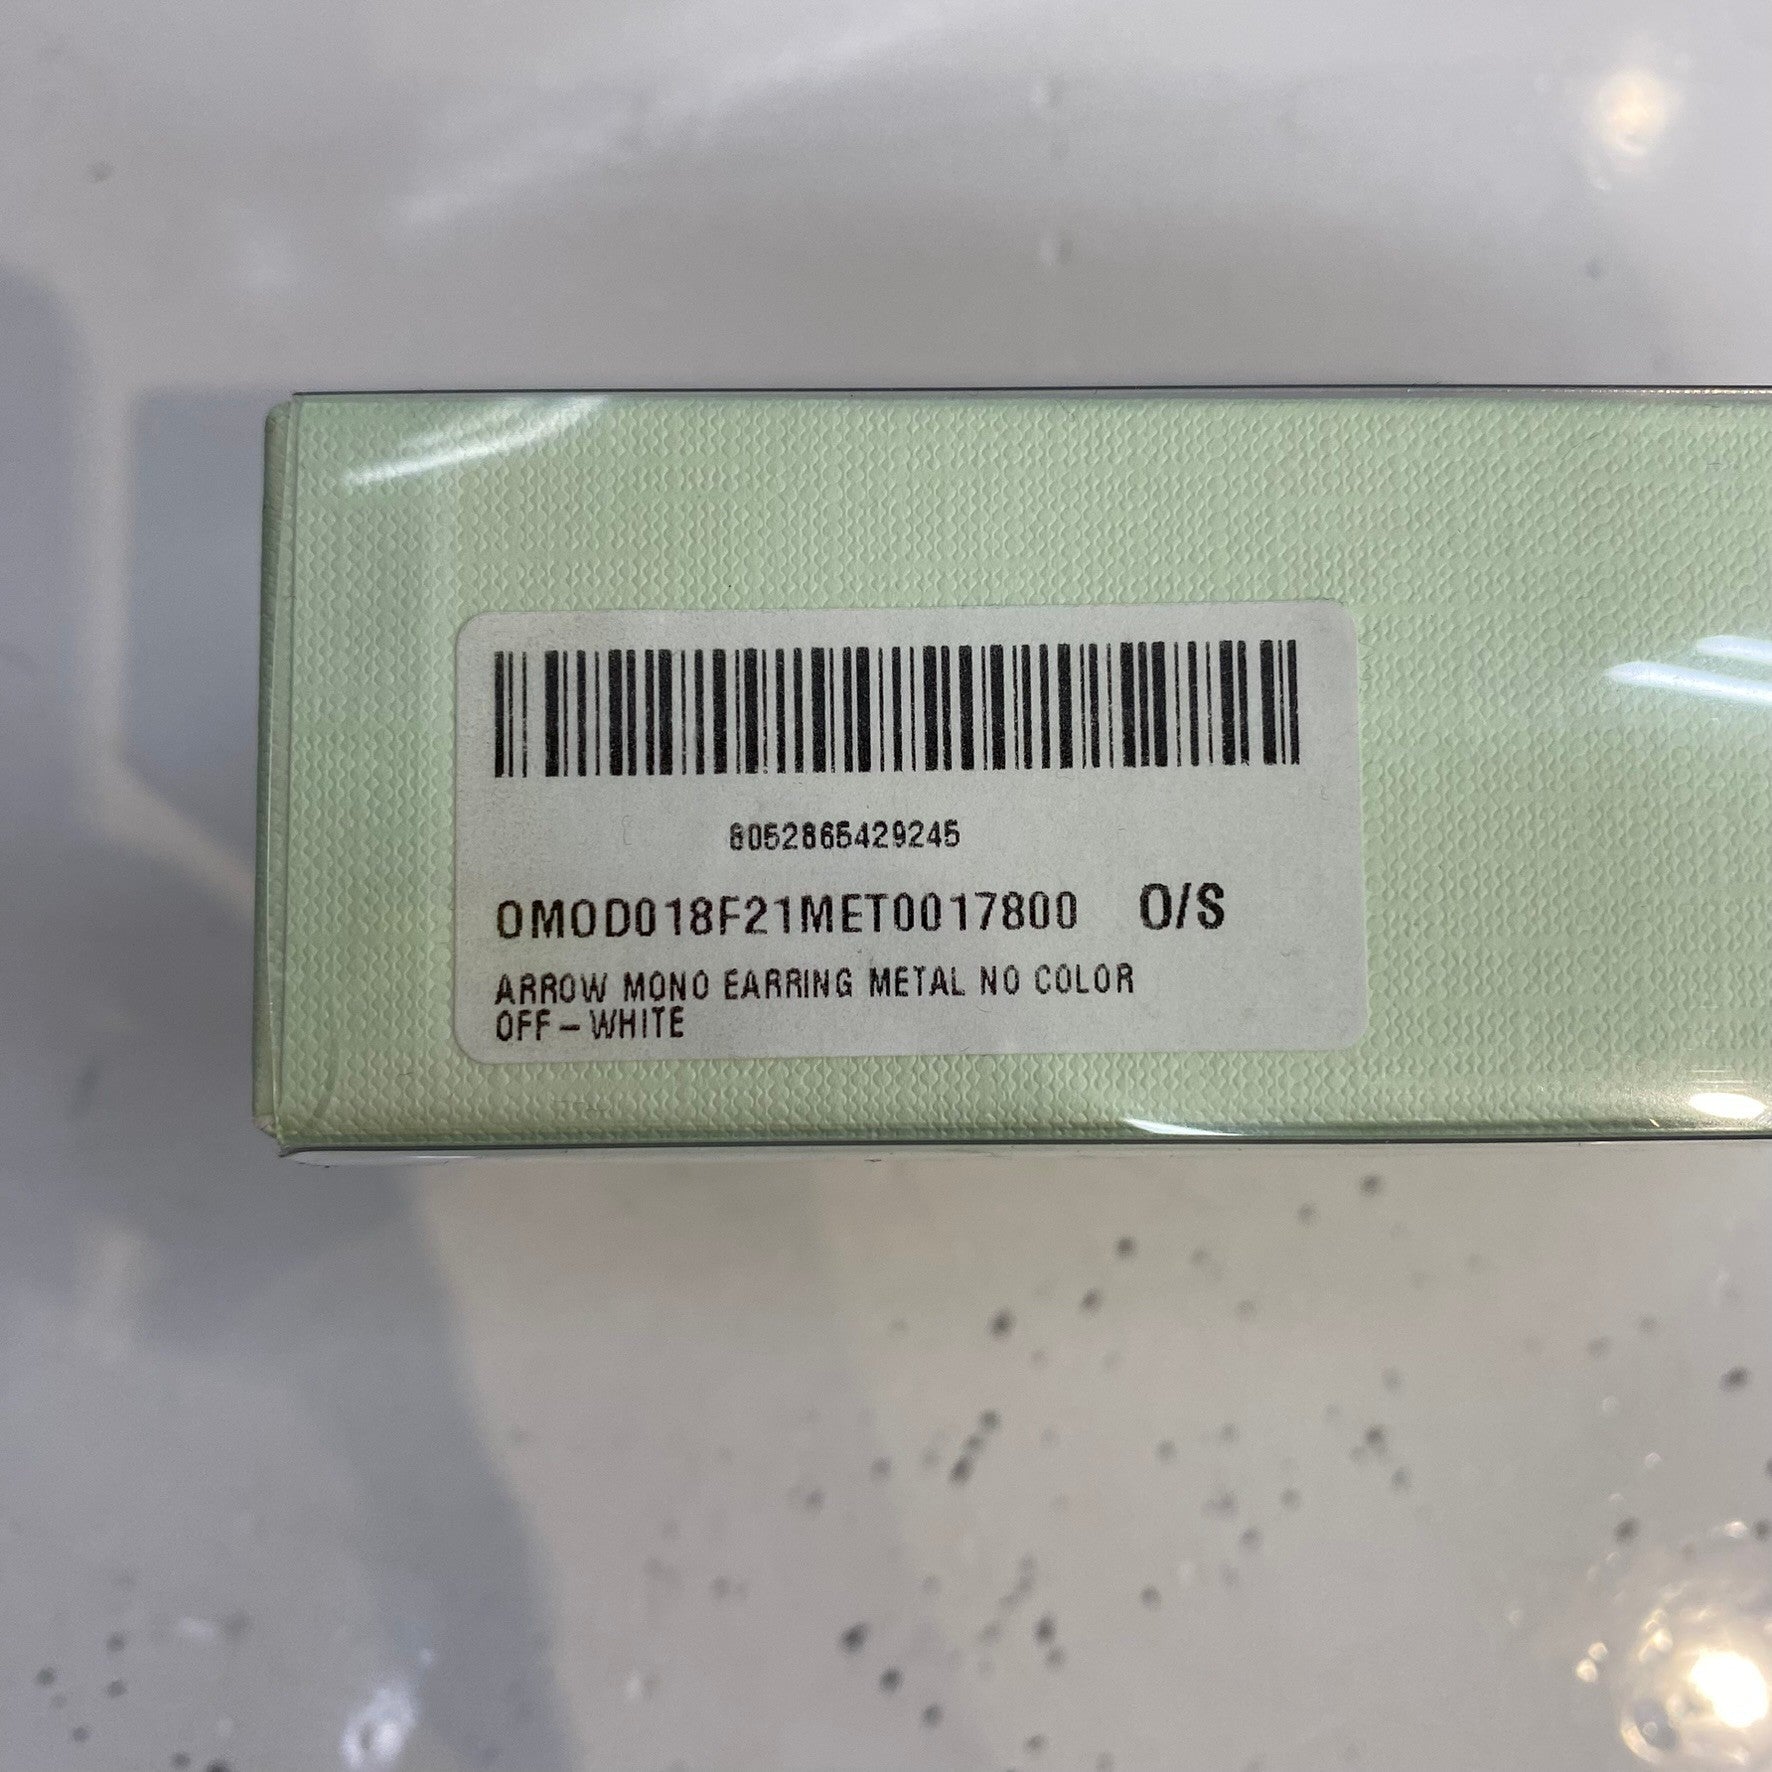 8052865429245
OMOD018F21MET0017800 O/S
ARROW MONO EARRING METAL NO COLOR
OFF-WHITE